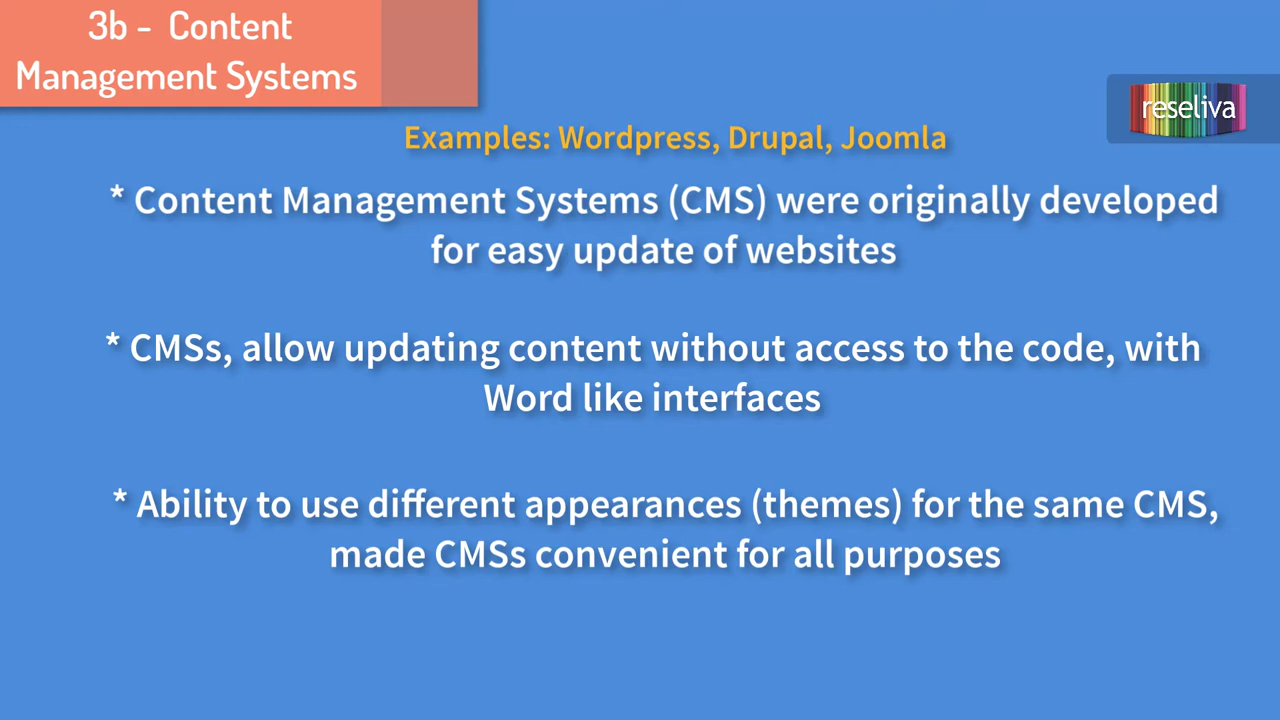 3b - Content
Management Systems
reseliva
Examples: Wordpress, Drupal, Joomla
* Content Management Systems (CMS) were originally developed
for easy update of websites
* CMSs, allow updating content without access to the code, with
Word like interfaces
* Ability to use different appearances (themes) for the same CMS,
made CMSs convenient for all purposes